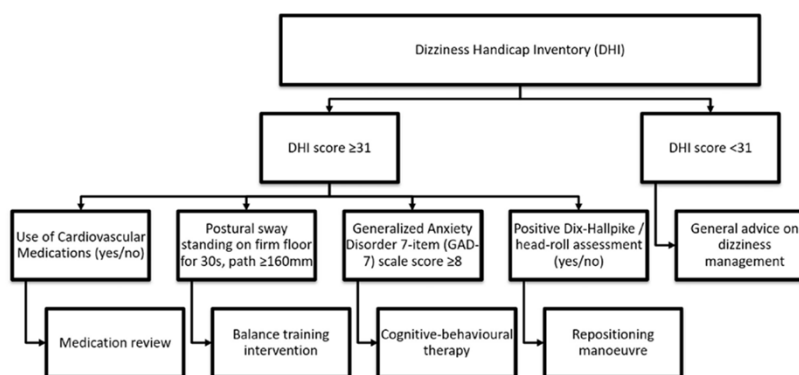 Dizziness Handicap Inventory (DHI)
DHI score ≥31
DHI score <31
Use of Cardiovascular
Medications (yes/no)
Postural sway
standing on firm floor
for 30s, path ≥160mm
Generalized Anxiety
Disorder 7-item (GAD-
7) scale score ≥8
Positive Dix-Hallpike /
head-roll assessment
(yes/no)
General advice on
dizziness
management
Medication review
Balance training
intervention
Cognitive-behavioural
therapy
Repositioning
manoeuvre